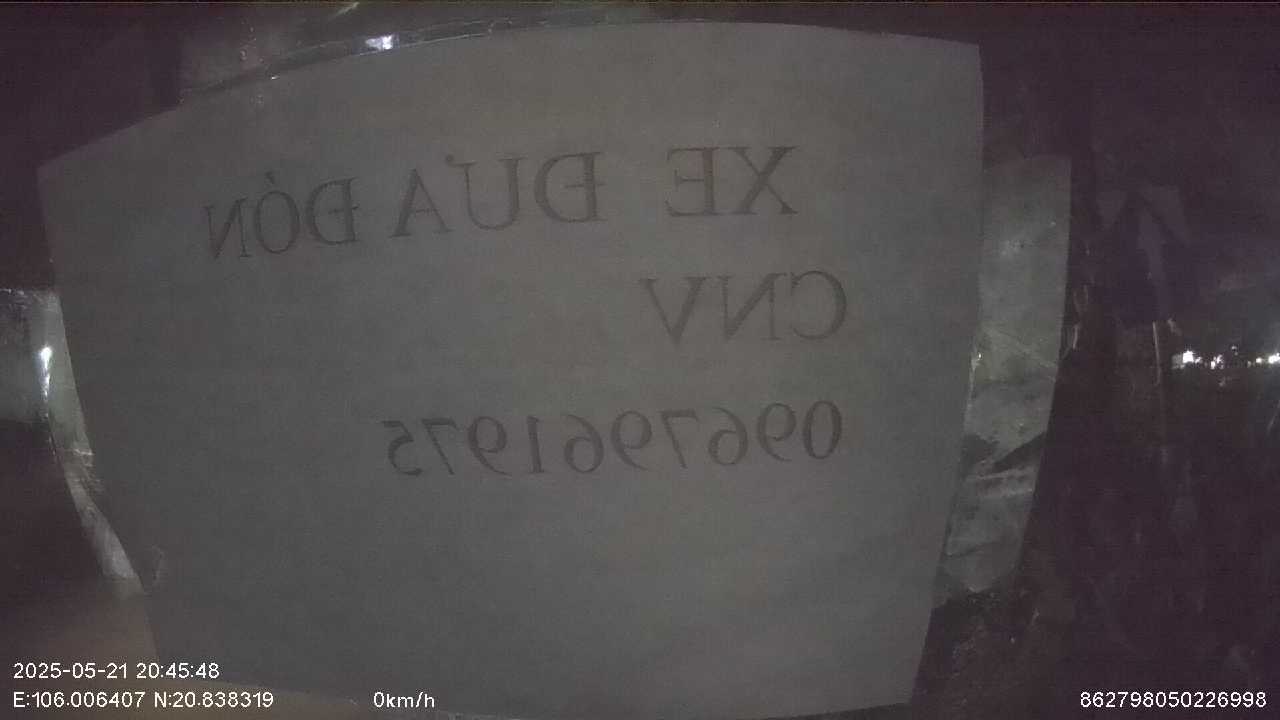 XE ĐƯA ĐÓN
CNV
0967961975
2025-05-21 20:45:48
E:106.006407 N:20.838319 0km/h 862798050226998